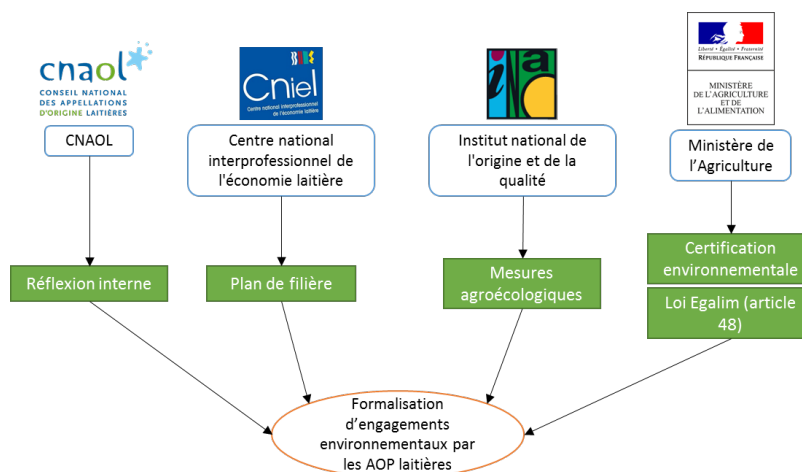 cnaol
CONSEIL NATIONAL
DES APPELLATIONS
D'ORIGINE LAITIÈRES
Cniel
Centre national interprofessionnel
de l'économie laitière
inao
Liberté • Égalité • Fraternité
RÉPUBLIQUE FRANÇAISE
MINISTÈRE
DE L'AGRICULTURE
ET DE
L'ALIMENTATION
CNAOL
Centre national
interprofessionnel de
l'économie laitière
Institut national de
l'origine et de la
qualité
Ministère de
l'Agriculture
Réflexion interne
Plan de filière
Mesures
agroécologiques
Certification
environnementale
Loi Egalim (article
48)
Formalisation
d'engagements
environnementaux par
les AOP laitières